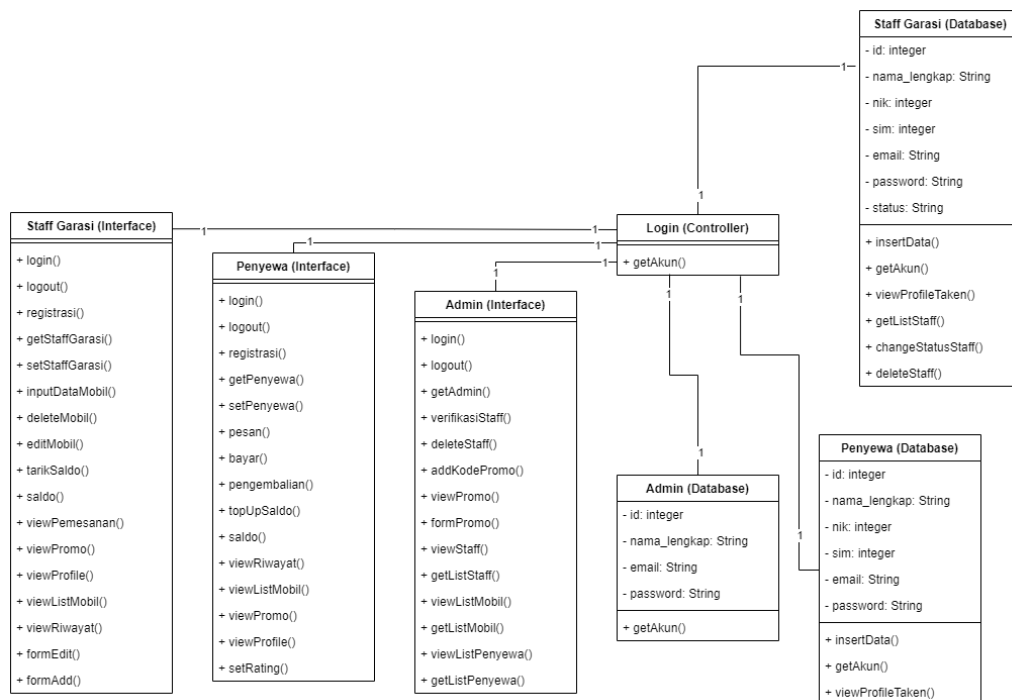 Staff Garasi (Database)
- id: integer
- nama_lengkap: String
- nik: integer
- sim: integer
- email: String
- password: String
- status: String
+ insertData()
+ getAkun()
+ viewProfileTaken()
+ getListStaff()
+ changeStatusStaff()
+ deleteStaff()
1
1
Login (Controller)
+ getAkun()
1
1
1
1
1
1
1
1
1
1
Staff Garasi (Interface)
+ login()
+ logout()
+ registrasi()
+ getStaffGarasi()
+ setStaffGarasi()
+ inputDataMobil()
+ deleteMobil()
+ editMobil()
+ tarikSaldo()
+ saldo()
+ viewPemesanan()
+ viewPromo()
+ viewProfile()
+ viewListMobil()
+ viewRiwayat()
+ formEdit()
+ formAdd()
Penyewa (Interface)
+ login()
+ logout()
+ registrasi()
+ getPenyewa()
+ setPenyewa()
+ pesan()
+ bayar()
+ pengembalian()
+ topUpSaldo()
+ saldo()
+ viewRiwayat()
+ viewListMobil()
+ viewPromo()
+ viewProfile()
+ setRating()
Admin (Interface)
+ login()
+ logout()
+ getAdmin()
+ verifikasiStaff()
+ deleteStaff()
+ addKodePromo()
+ viewPromo()
+ formPromo()
+ viewStaff()
+ getListStaff()
+ viewListMobil()
+ getListMobil()
+ viewListPenyewa()
+ getListPenyewa()
Admin (Database)
- id: integer
- nama_lengkap: String
- email: String
- password: String
+ getAkun()
Penyewa (Database)
- id: integer
- nama_lengkap: String
- nik: integer
- sim: integer
- email: String
- password: String
+ insertData()
+ getAkun()
+ viewProfileTaken()